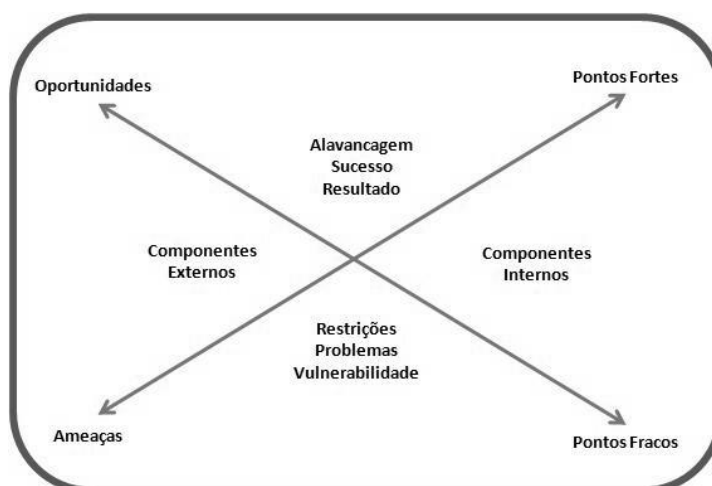 Oportunidades
Pontos Fortes
Alavancagem
Sucesso
Resultado
Componentes
Externos
Componentes
Internos
Restrições
Problemas
Vulnerabilidade
Ameaças
Pontos Fracos